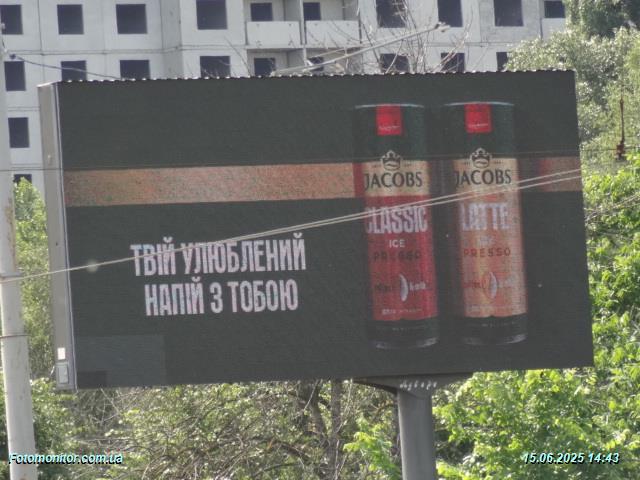 JACOBS
CLASSIC
ICE
PRESSO
JACOBS
LATTE
PRESSO
ТВІЙ УЛЮБЛЕНИЙ
НАПІЙ З ТОБОЮ
Fotomonitor.com.ua
15.06.2025 14:43